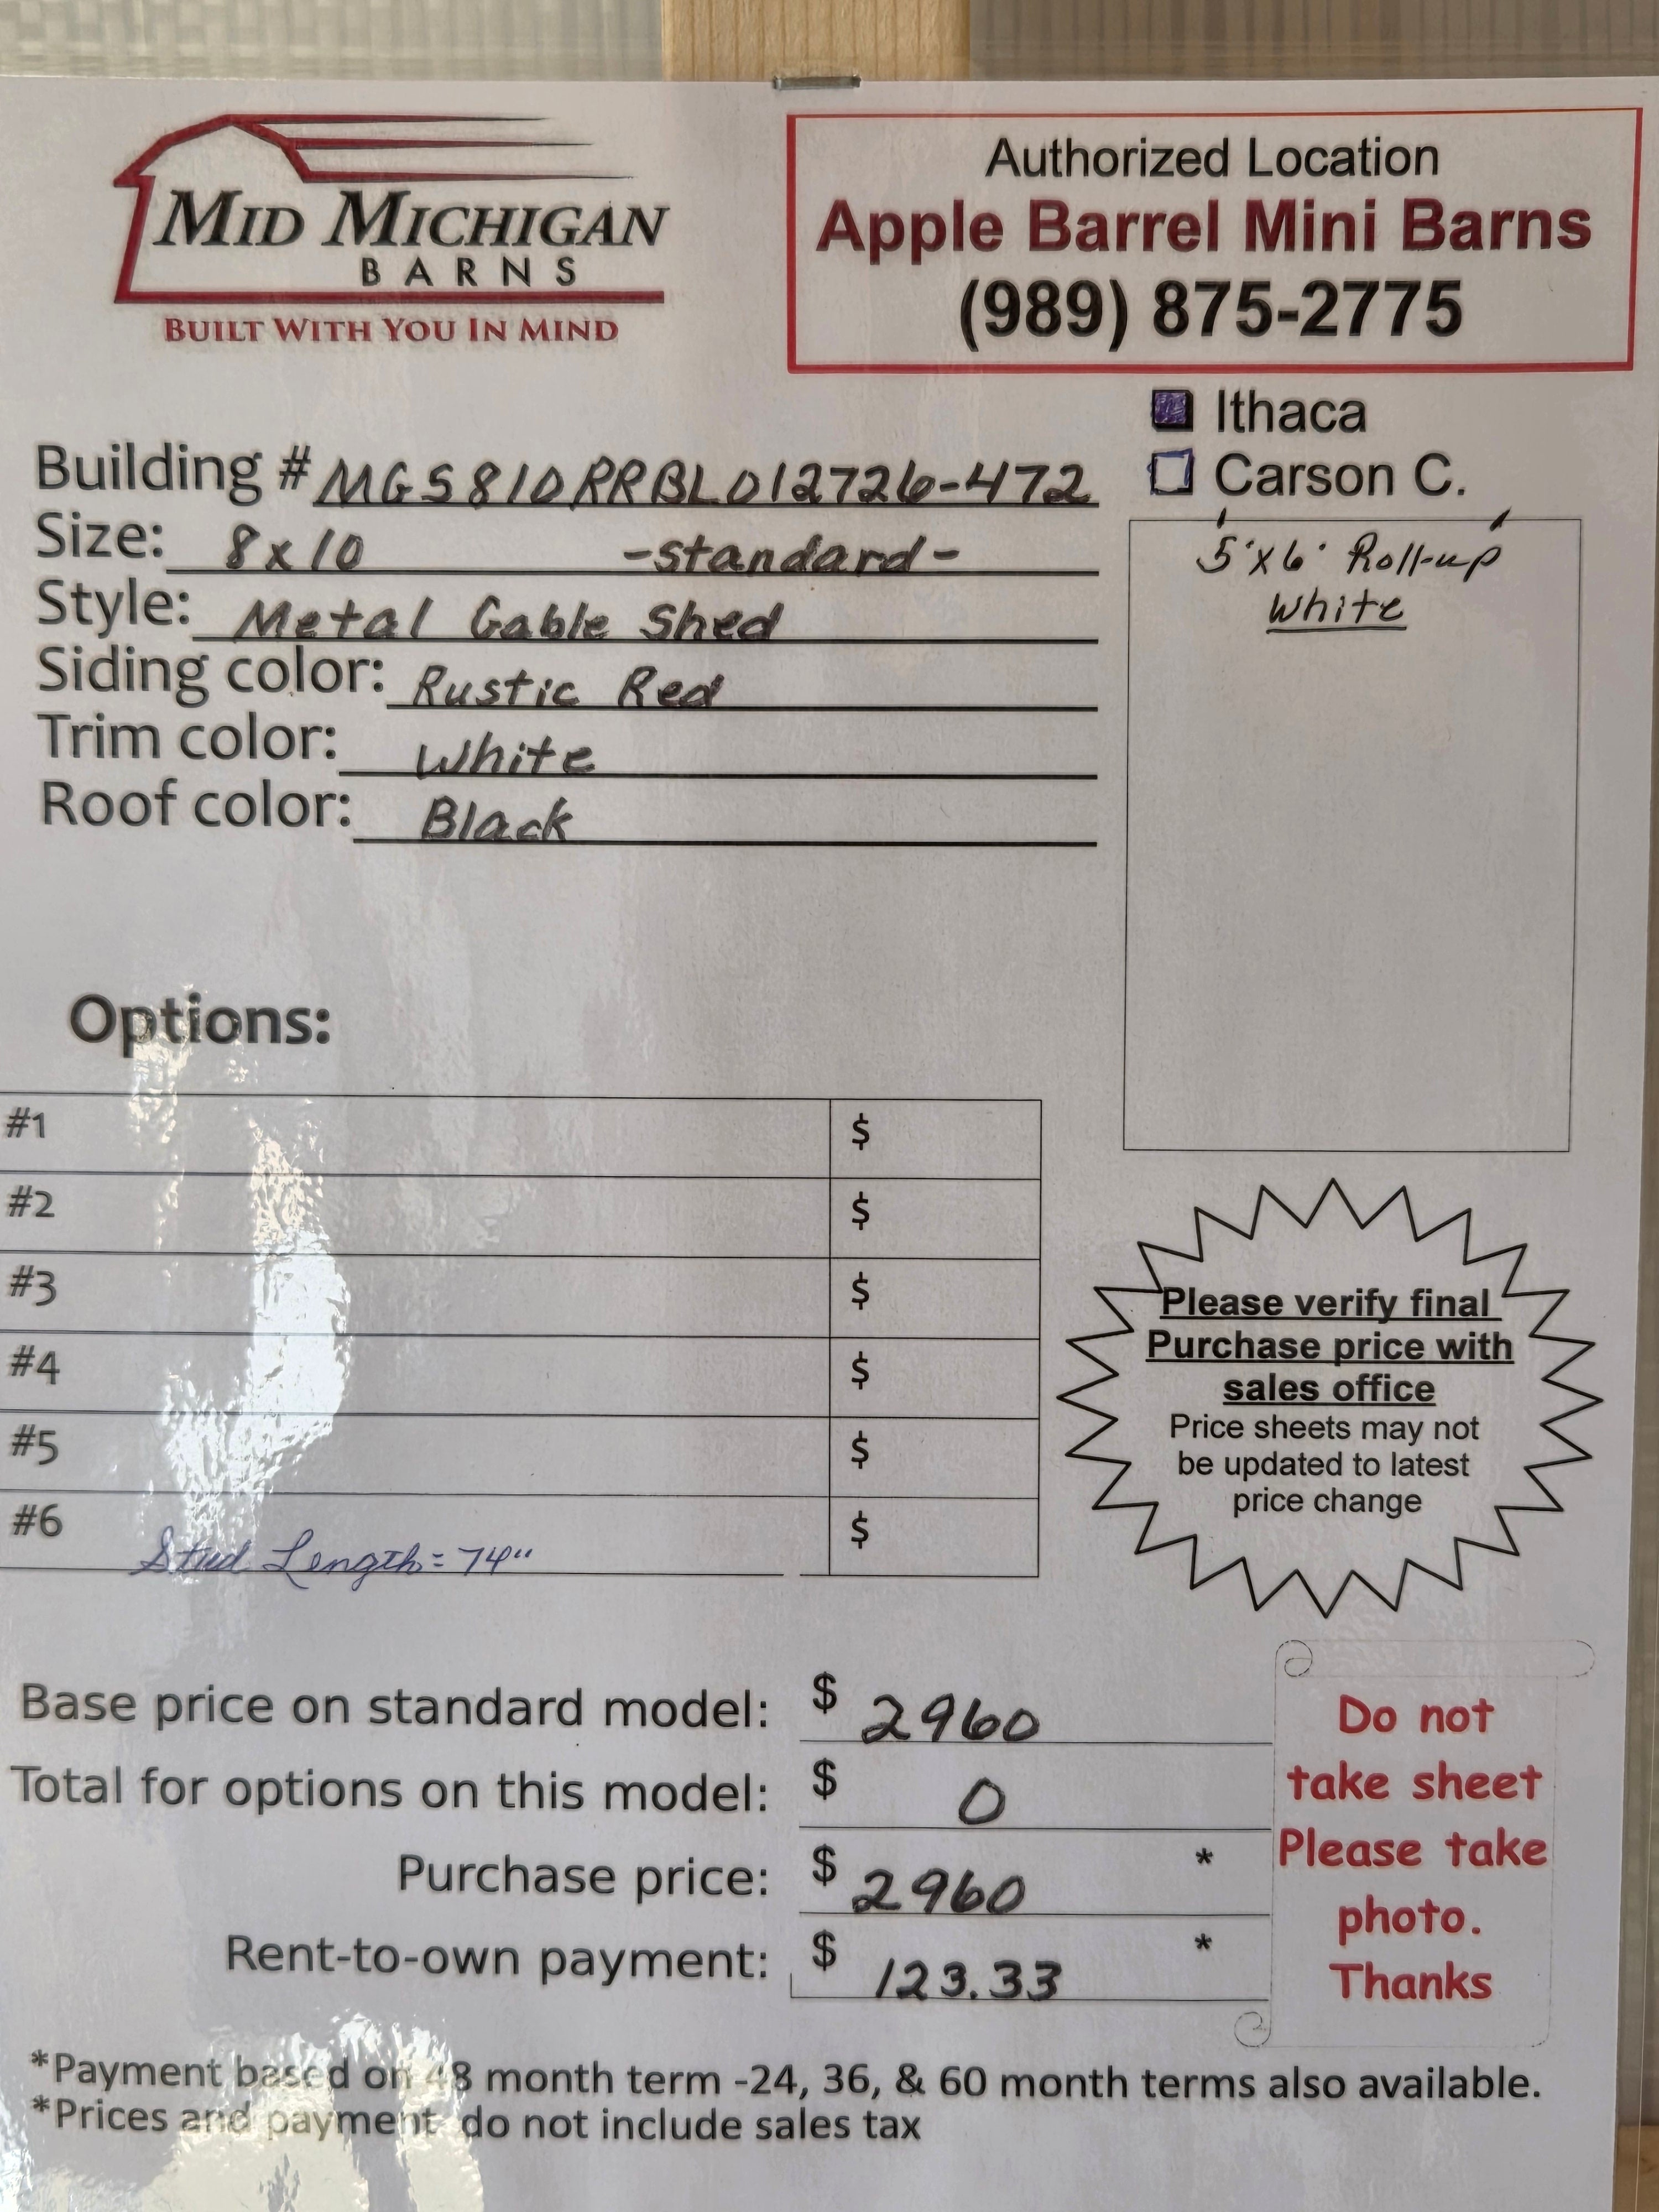 MID MICHIGAN
BARNS
BUILT WITH YOU IN MIND
Authorized Location
Apple Barrel Mini Barns
(989) 875-2775
Ithaca
Carson C.
Building # MGS810RRBL012726-472
Size: 8x10 -standard-
Style: Metal Gable Shed
Siding color: Rustic Red
Trim color: White
Roof color: Black
5'x6' Roll-up
White
Options:
#1 $
#2 $
#3 $
#4 $
#5 $
#6 $
Stud Length = 74"
Please verify final
Purchase price with
sales office
Price sheets may not
be updated to latest
price change
Base price on standard model: $ 2960
Total for options on this model: $ 0
Purchase price: $ 2960 *
Rent-to-own payment: $ 123.33 *
Do not
take sheet
Please take
photo.
Thanks
*Payment based on 48 month term -24, 36, & 60 month terms also available.
*Prices and payment do not include sales tax